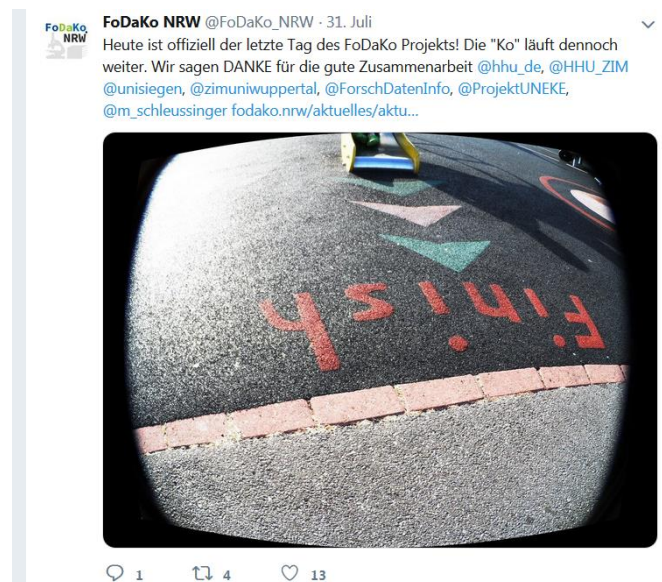 FoDaKo NRW
FoDaKo NRW @FoDaKo_NRW · 31. Juli
Heute ist offiziell der letzte Tag des FoDaKo Projekts! Die "Ko" läuft dennoch
weiter. Wir sagen DANKE für die gute Zusammenarbeit @hhu_de, @HHU_ZIM
@unisiegen, @zimuniwuppertal, @ForschDatenInfo, @ProjektUNEKE,
@m_schleussinger fodako.nrw/aktuelles/aktu...
Finish
1 4 13